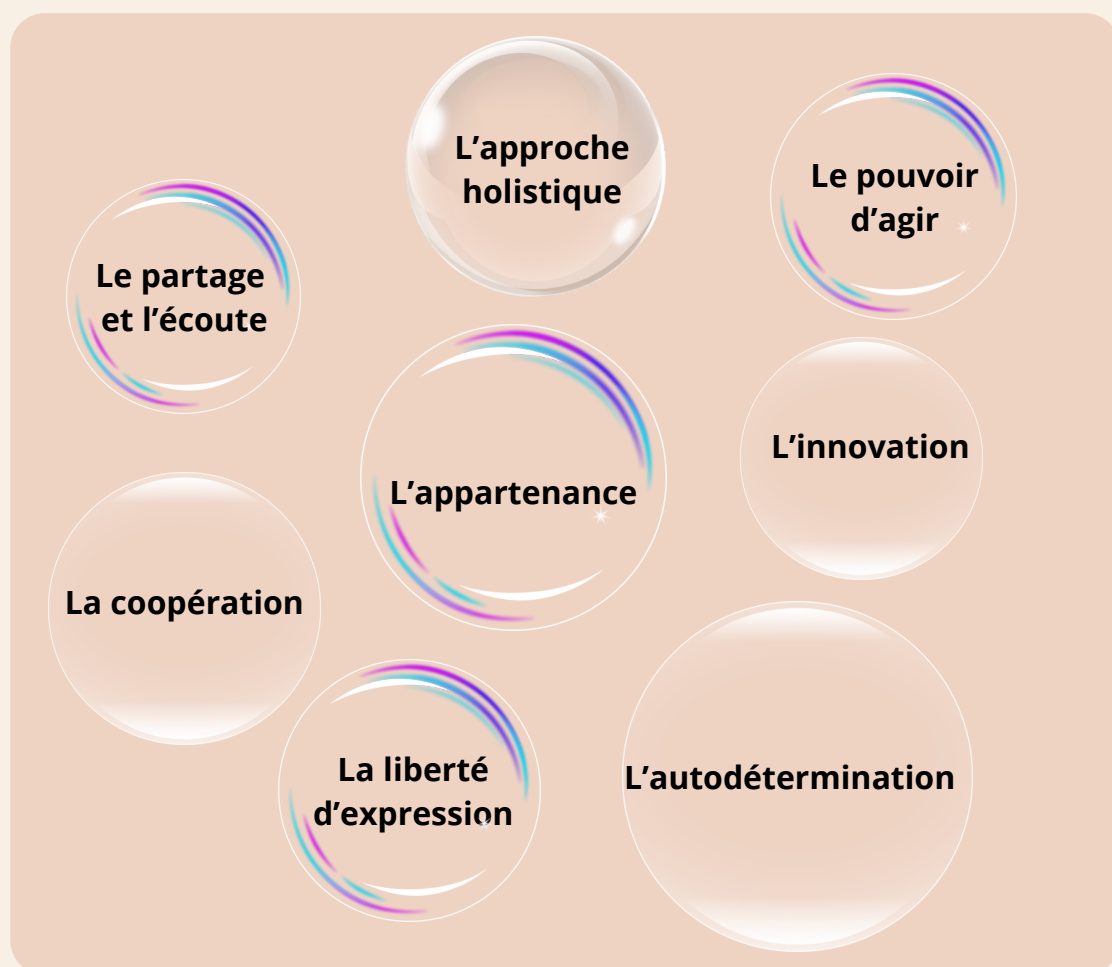 L’approche
holistique
Le pouvoir
d’agir
Le partage
et l’écoute
L’appartenance
L’innovation
La coopération
La liberté
d’expression
L’autodétermination